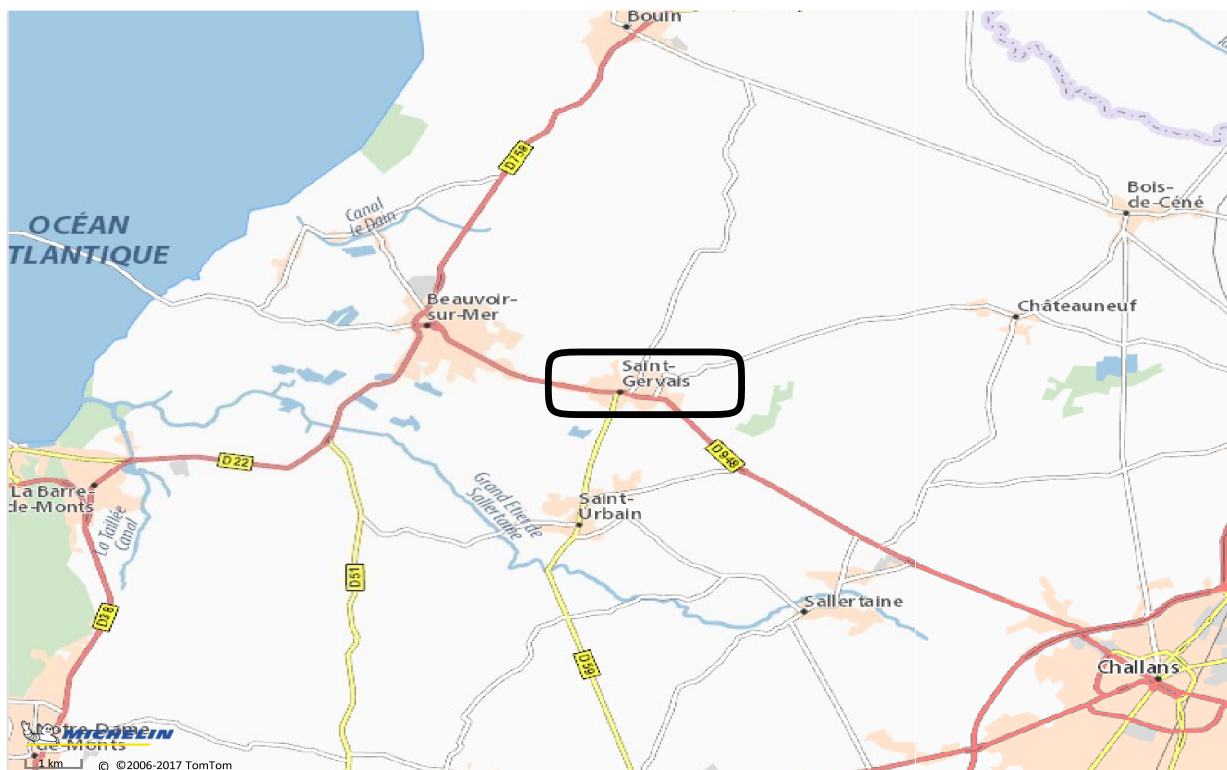 Bouin
D758
Bois-
de-Céné
Canal
le Dain
OCÉAN
TLANTIQUE
Beauvoir-
sur-Mer
Châteauneuf
Saint-
Gervais
D948
D22
La Barre-
de-Monts
La Taillée
Canal
Grand Etier de
Sallertaine
Saint-
Urbain
D51
D38
Sallertaine
D59
Challans
Notre-Dame-
de-Monts
MICHELIN
1 km
© ©2006-2017 TomTom